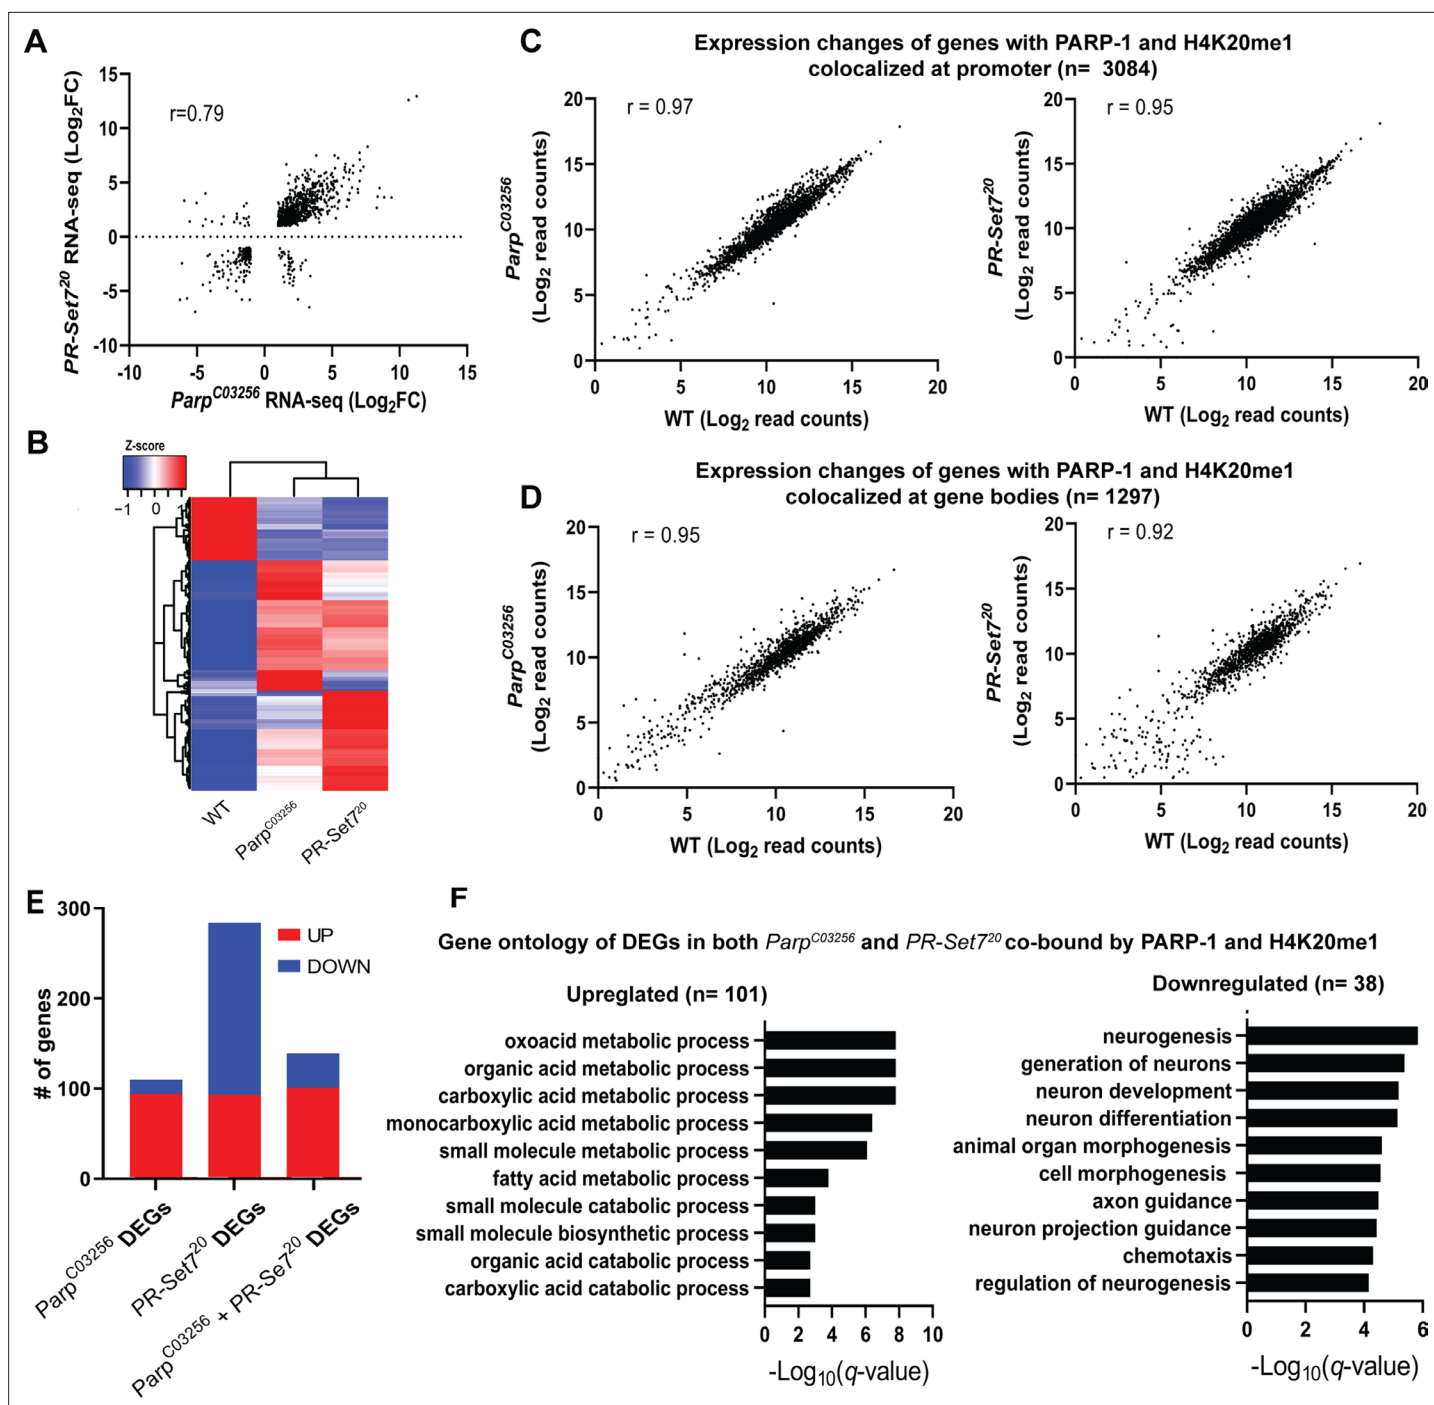 A
15
10
5
0
-5
-10
r=0.79
-10
-5
0
5
10
15
PR-Set7²⁰ RNA-seq (Log₂FC)
Parp^C03256 RNA-seq (Log₂FC)
C
Expression changes of genes with PARP-1 and H4K20me1
colocalized at promoter (n= 3084)
r = 0.97
20
15
10
5
0
0
5
10
15
20
Parp^C03256
(Log₂ read counts)
WT (Log₂ read counts)
r = 0.95
20
15
10
5
0
0
5
10
15
20
PR-Set7²⁰
(Log₂ read counts)
WT (Log₂ read counts)
B
Z-score
−1 0 1
WT
Parp^C03256
PR-Set7²⁰
D
Expression changes of genes with PARP-1 and H4K20me1
colocalized at gene bodies (n= 1297)
r = 0.95
20
15
10
5
0
0
5
10
15
20
Parp^C03256
(Log₂ read counts)
WT (Log₂ read counts)
r = 0.92
20
15
10
5
0
0
5
10
15
20
PR-Set7²⁰
(Log₂ read counts)
WT (Log₂ read counts)
E
300
200
100
0
# of genes
UP
DOWN
Parp^C03256 DEGs
PR-Set7²⁰ DEGs
Parp^C03256 + PR-Se7²⁰ DEGs
F
Gene ontology of DEGs in both Parp^C03256 and PR-Set7²⁰ co-bound by PARP-1 and H4K20me1
Upreglated (n= 101)
oxoacid metabolic process
organic acid metabolic process
carboxylic acid metabolic process
monocarboxylic acid metabolic process
small molecule metabolic process
fatty acid metabolic process
small molecule catabolic process
small molecule biosynthetic process
organic acid catabolic process
carboxylic acid catabolic process
0 2 4 6 8 10
-Log₁₀(q-value)
Downregulated (n= 38)
neurogenesis
generation of neurons
neuron development
neuron differentiation
animal organ morphogenesis
cell morphogenesis
axon guidance
neuron projection guidance
chemotaxis
regulation of neurogenesis
0 2 4 6
-Log₁₀(q-value)